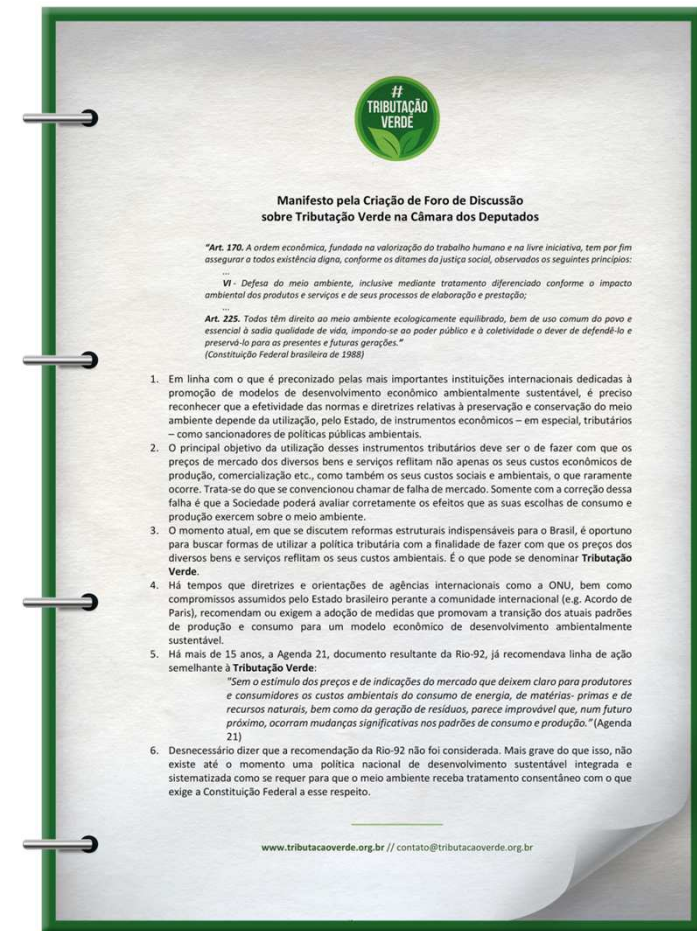 #
TRIBUTAÇÃO
VERDE
Manifesto pela Criação de Foro de Discussão
sobre Tributação Verde na Câmara dos Deputados
"Art. 170. A ordem econômica, fundada na valorização do trabalho humano e na livre iniciativa, tem por fim
assegurar a todos existência digna, conforme os ditames da justiça social, observados os seguintes princípios:
...
VI - Defesa do meio ambiente, inclusive mediante tratamento diferenciado conforme o impacto
ambiental dos produtos e serviços e de seus processos de elaboração e prestação;
...
Art. 225. Todos têm direito ao meio ambiente ecologicamente equilibrado, bem de uso comum do povo e
essencial à sadia qualidade de vida, impondo-se ao poder público e à coletividade o dever de defendê-lo e
preservá-lo para as presentes e futuras gerações."
(Constituição Federal brasileira de 1988)
1. Em linha com o que é preconizado pelas mais importantes instituições internacionais dedicadas à
promoção de modelos de desenvolvimento econômico ambientalmente sustentável, é preciso
reconhecer que a efetividade das normas e diretrizes relativas à preservação e conservação do meio
ambiente depende da utilização, pelo Estado, de instrumentos econômicos – em especial, tributários
– como sancionadores de políticas públicas ambientais.
2. O principal objetivo da utilização desses instrumentos tributários deve ser o de fazer com que os
preços de mercado dos diversos bens e serviços reflitam não apenas os seus custos econômicos de
produção, comercialização etc., como também os seus custos sociais e ambientais, o que raramente
ocorre. Trata-se do que se convencionou chamar de falha de mercado. Somente com a correção dessa
falha é que a Sociedade poderá avaliar corretamente os efeitos que as suas escolhas de consumo e
produção exercem sobre o meio ambiente.
3. O momento atual, em que se discutem reformas estruturais indispensáveis para o Brasil, é oportuno
para buscar formas de utilizar a política tributária com a finalidade de fazer com que os preços dos
diversos bens e serviços reflitam os seus custos ambientais. É o que pode se denominar Tributação
Verde.
4. Há tempos que diretrizes e orientações de agências internacionais como a ONU, bem como
compromissos assumidos pelo Estado brasileiro perante a comunidade internacional (e.g. Acordo de
Paris), recomendam ou exigem a adoção de medidas que promovam a transição dos atuais padrões
de produção e consumo para um modelo econômico de desenvolvimento ambientalmente
sustentável.
5. Há mais de 15 anos, a Agenda 21, documento resultante da Rio-92, já recomendava linha de ação
semelhante à Tributação Verde:
"Sem o estímulo dos preços e de indicações do mercado que deixem claro para produtores
e consumidores os custos ambientais do consumo de energia, de matérias- primas e de
recursos naturais, bem como da geração de resíduos, parece improvável que, num futuro
próximo, ocorram mudanças significativas nos padrões de consumo e produção." (Agenda
21)
6. Desnecessário dizer que a recomendação da Rio-92 não foi considerada. Mais grave do que isso, não
existe até o momento uma política nacional de desenvolvimento sustentável integrada e
sistematizada como se requer para que o meio ambiente receba tratamento consentâneo com o que
exige a Constituição Federal a esse respeito.
www.tributacaoverde.org.br // contato@tributacaoverde.org.br